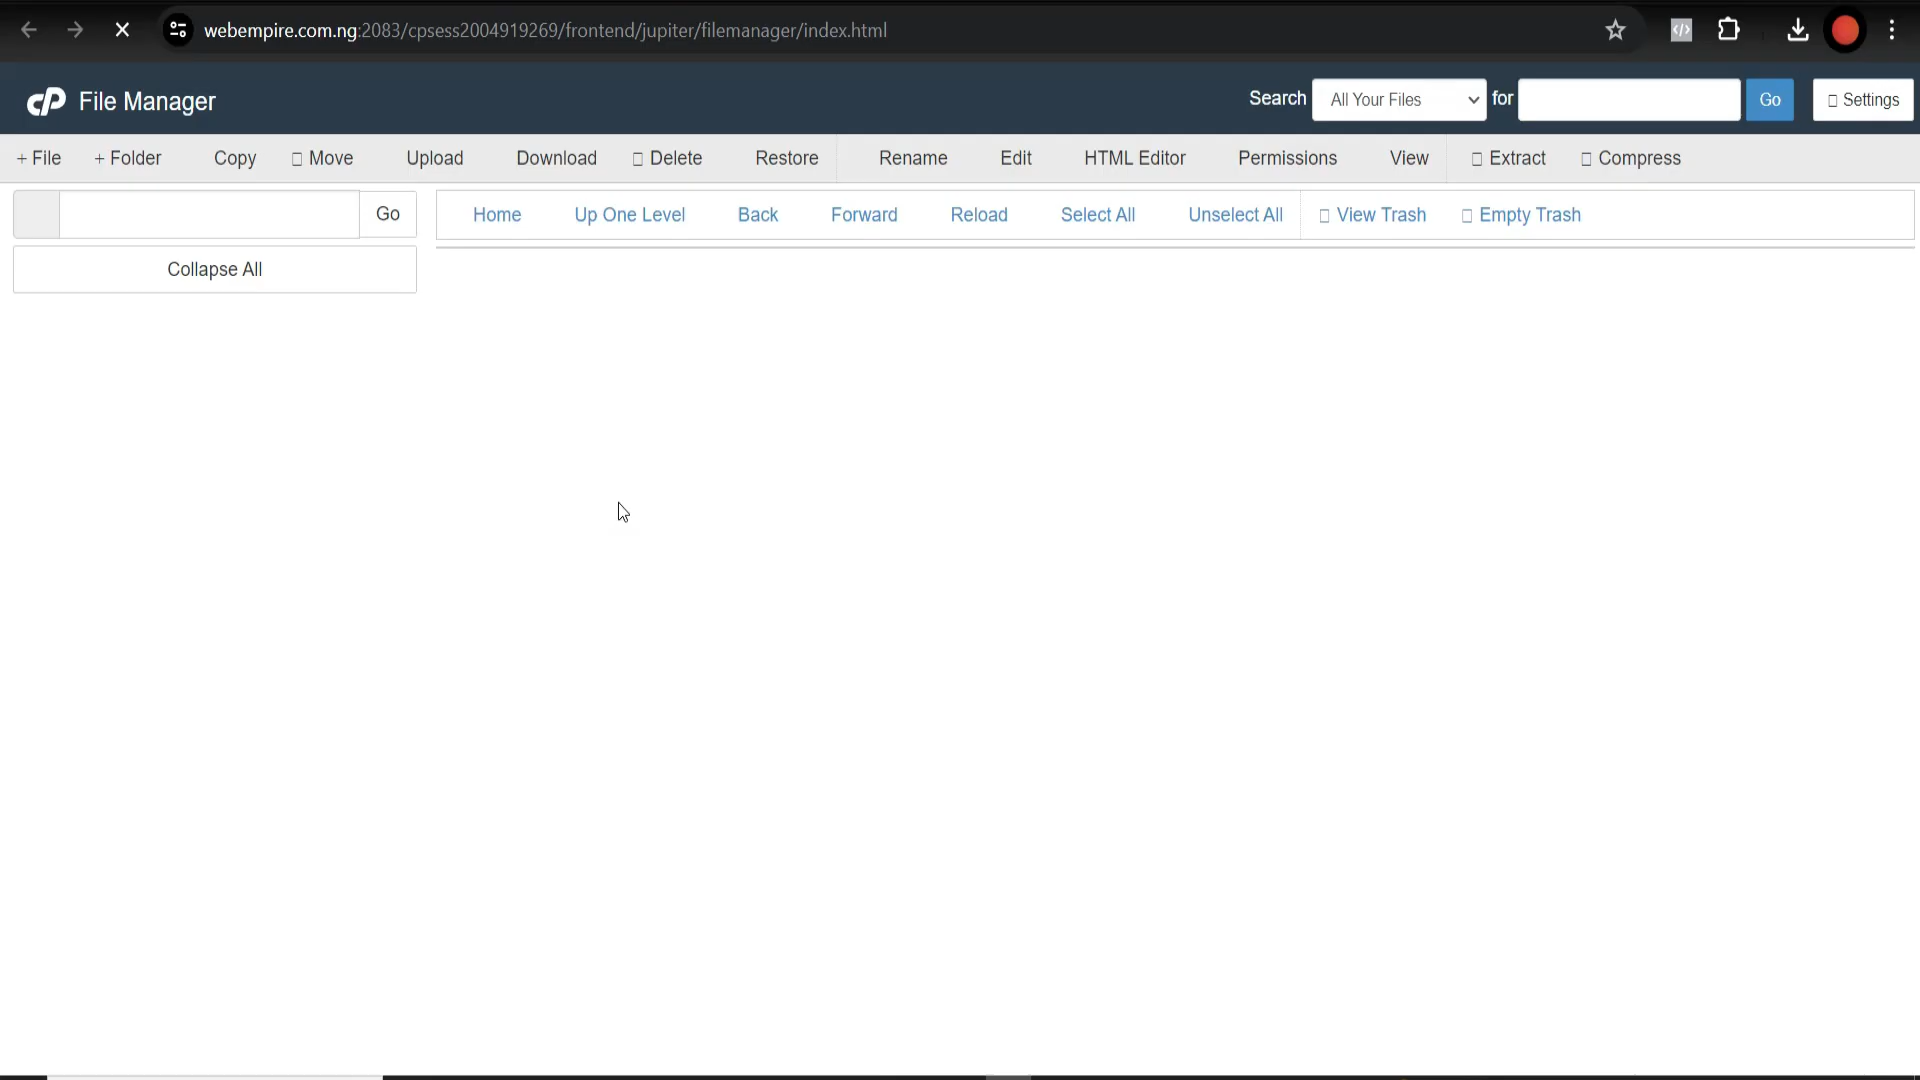 webempire.com.ng:2083/cpsess2004919269/frontend/jupiter/filemanager/index.html
cP File Manager Search All Your Files for Go Settings
+ File + Folder Copy Move Upload Download Delete Restore Rename Edit HTML Editor Permissions View Extract Compress
Go Home Up One Level Back Forward Reload Select All Unselect All View Trash Empty Trash
Collapse All